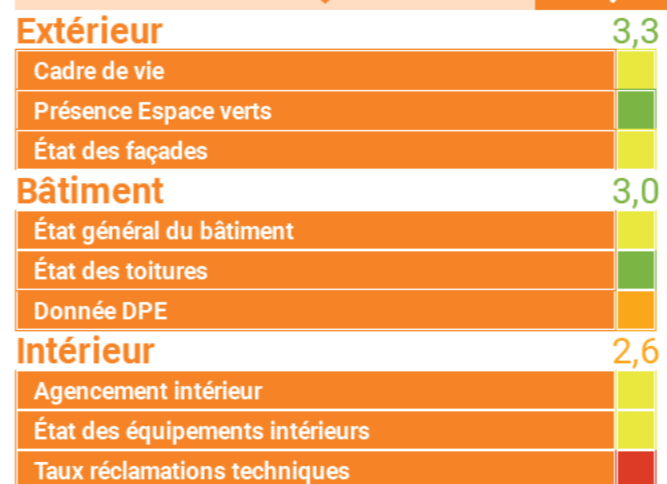 Extérieur 3,3
Cadre de vie
Présence Espace verts
État des façades
Bâtiment 3,0
État général du bâtiment
État des toitures
Donnée DPE
Intérieur 2,6
Agencement intérieur
État des équipements intérieurs
Taux réclamations techniques